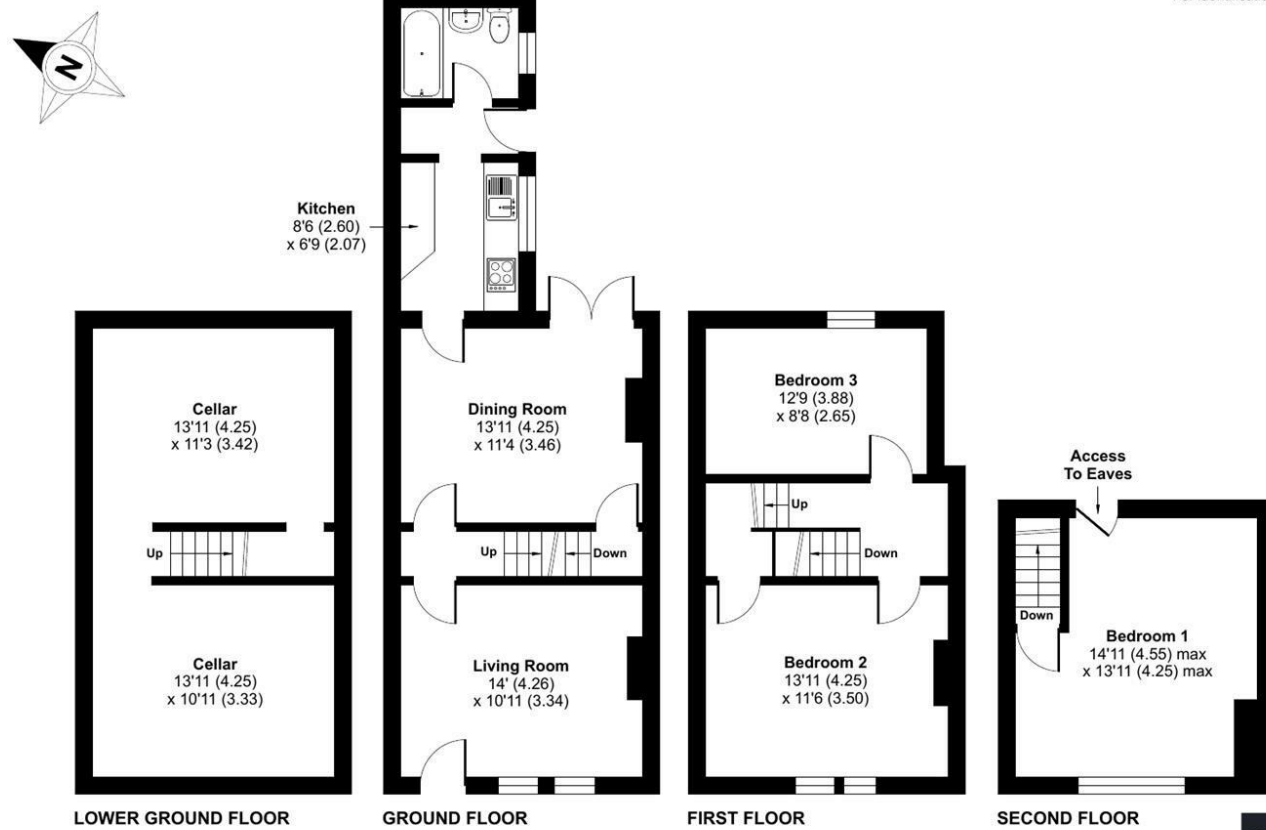 N
Kitchen
8'6 (2.60)
x 6'9 (2.07)
Cellar
13'11 (4.25)
x 11'3 (3.42)
Up
Cellar
13'11 (4.25)
x 10'11 (3.33)
LOWER GROUND FLOOR
Dining Room
13'11 (4.25)
x 11'4 (3.46)
Up
Down
Living Room
14' (4.26)
x 10'11 (3.34)
GROUND FLOOR
Bedroom 3
12'9 (3.88)
x 8'8 (2.65)
Up
Down
Bedroom 2
13'11 (4.25)
x 11'6 (3.50)
FIRST FLOOR
Access
To Eaves
Down
Bedroom 1
14'11 (4.55) max
x 13'11 (4.25) max
SECOND FLOOR